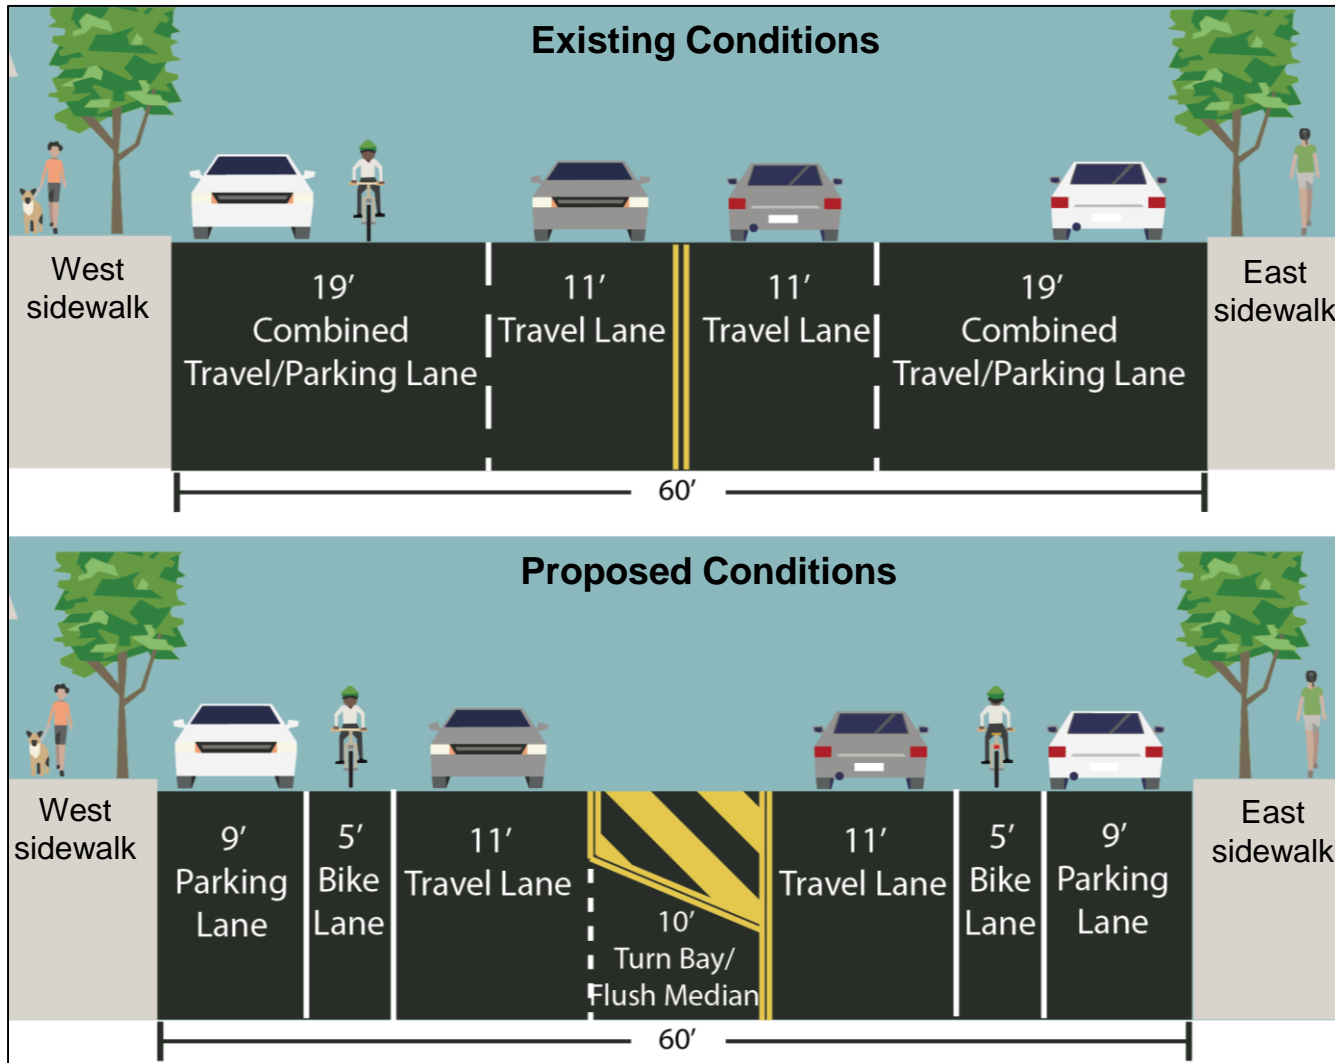 Existing Conditions
West
sidewalk
19′
Combined
Travel/Parking Lane
11′
Travel Lane
11′
Travel Lane
19′
Combined
Travel/Parking Lane
East
sidewalk
60′
Proposed Conditions
West
sidewalk
9′
Parking
Lane
5′
Bike
Lane
11′
Travel Lane
10′
Turn Bay/
Flush Median
11′
Travel Lane
5′
Bike
Lane
9′
Parking
Lane
East
sidewalk
60′